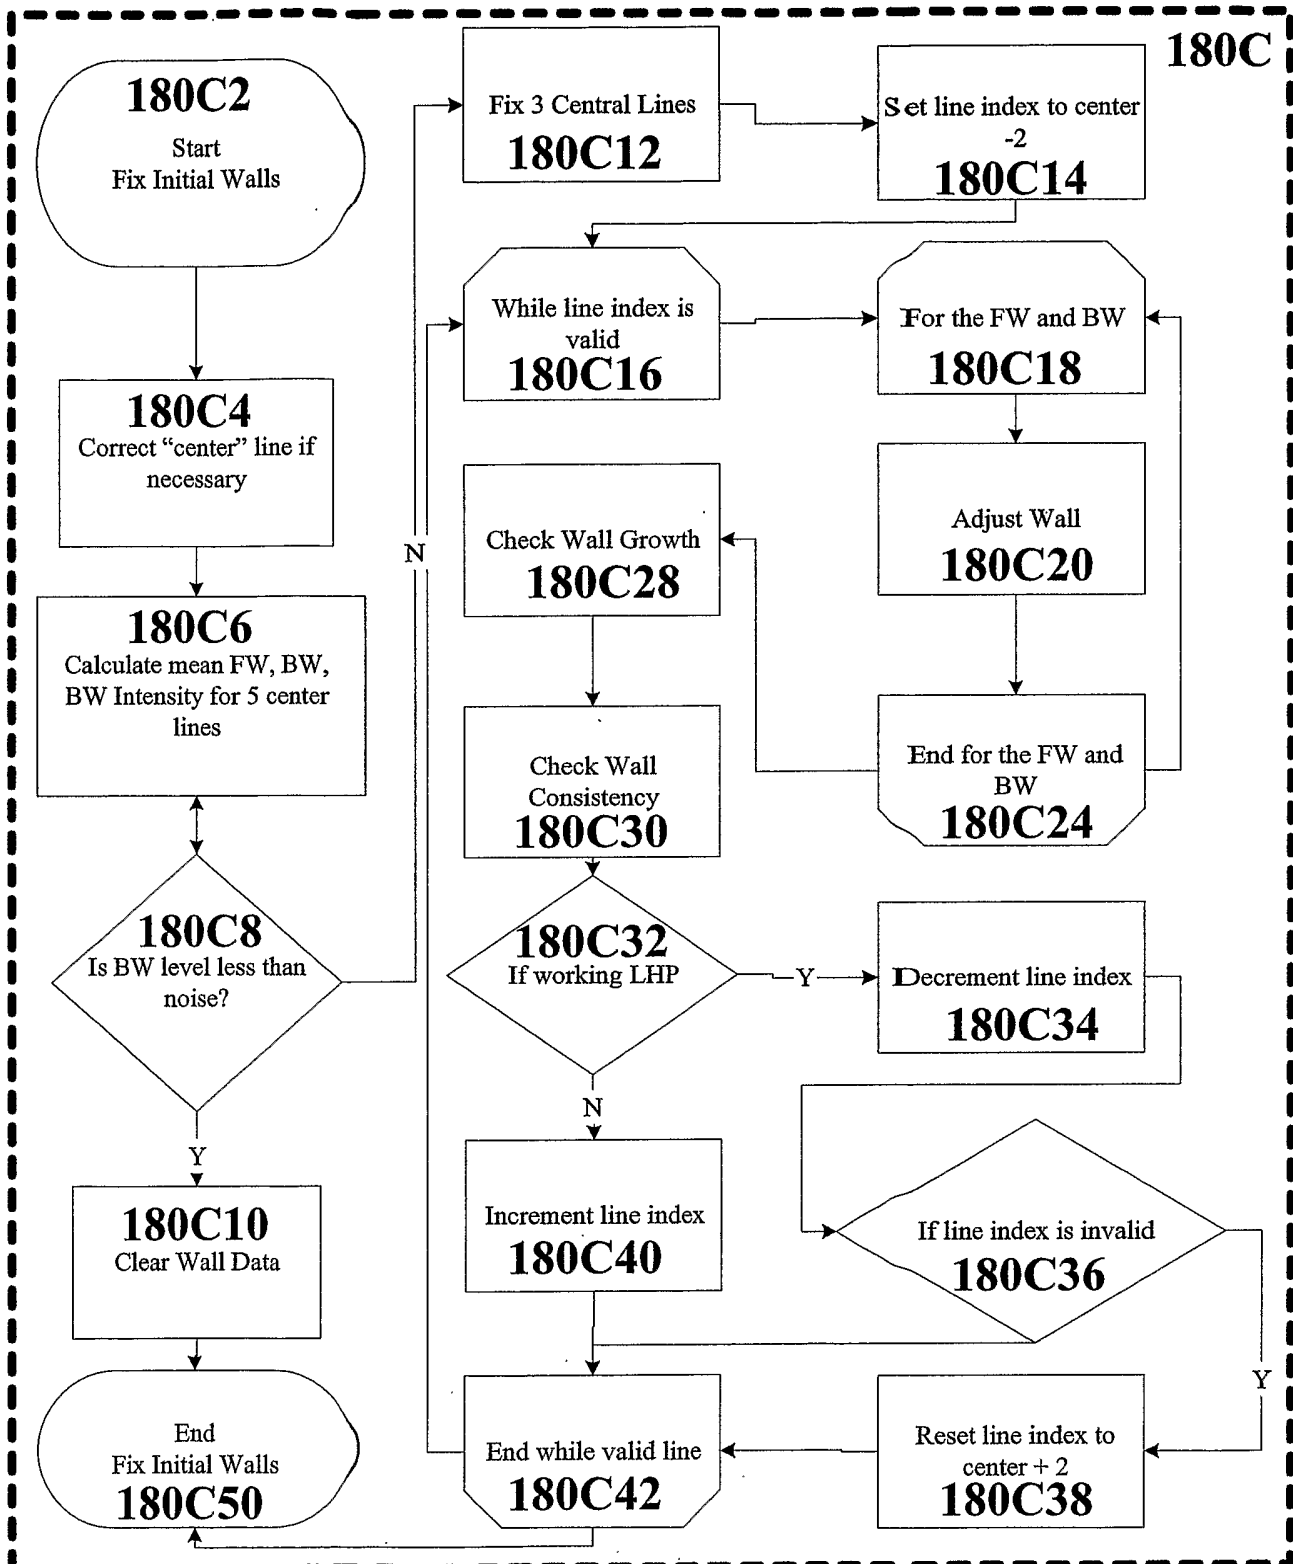 180C
180C2
Start
Fix Initial Walls
180C4
Correct “center” line if
necessary
180C6
Calculate mean FW, BW,
BW Intensity for 5 center
lines
180C8
Is BW level less than
noise?
N
Y
180C10
Clear Wall Data
End
Fix Initial Walls
180C50
Fix 3 Central Lines
180C12
Set line index to center
-2
180C14
While line index is
valid
180C16
For the FW and BW
180C18
Adjust Wall
180C20
End for the FW and
BW
180C24
Check Wall Growth
180C28
Check Wall
Consistency
180C30
180C32
If working LHP
Y
Decrement line index
180C34
N
Increment line index
180C40
If line index is invalid
180C36
Y
Reset line index to
center + 2
180C38
End while valid line
180C42